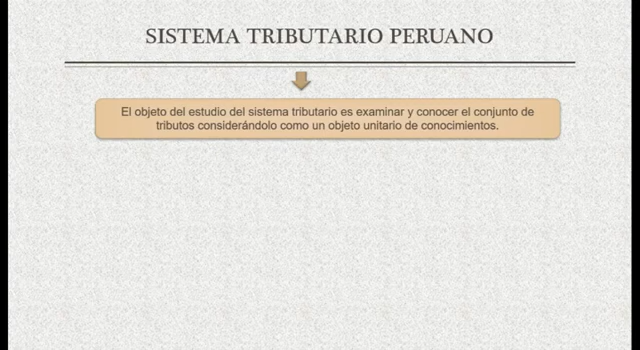 SISTEMA TRIBUTARIO PERUANO
El objeto del estudio del sistema tributario es examinar y conocer el conjunto de
tributos considerándolo como un objeto unitario de conocimientos.